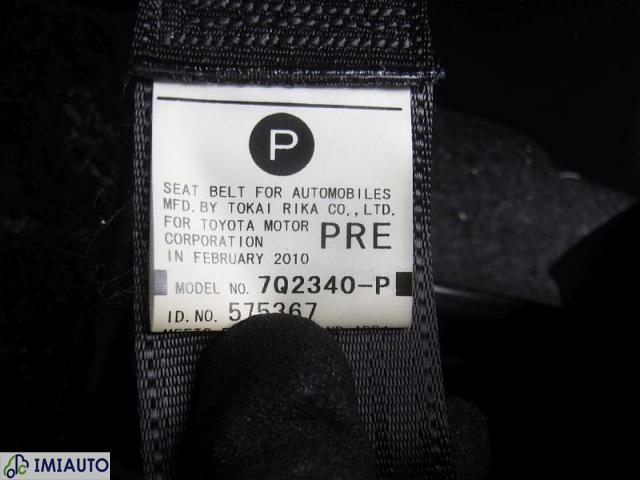 P
SEAT BELT FOR AUTOMOBILES
MFD. BY TOKAI RIKA CO., LTD.
FOR TOYOTA MOTOR
CORPORATION PRE
IN FEBRUARY 2010
MODEL NO. 7Q2340-P
ID. NO. 575367
MEETS
IMIAUTO